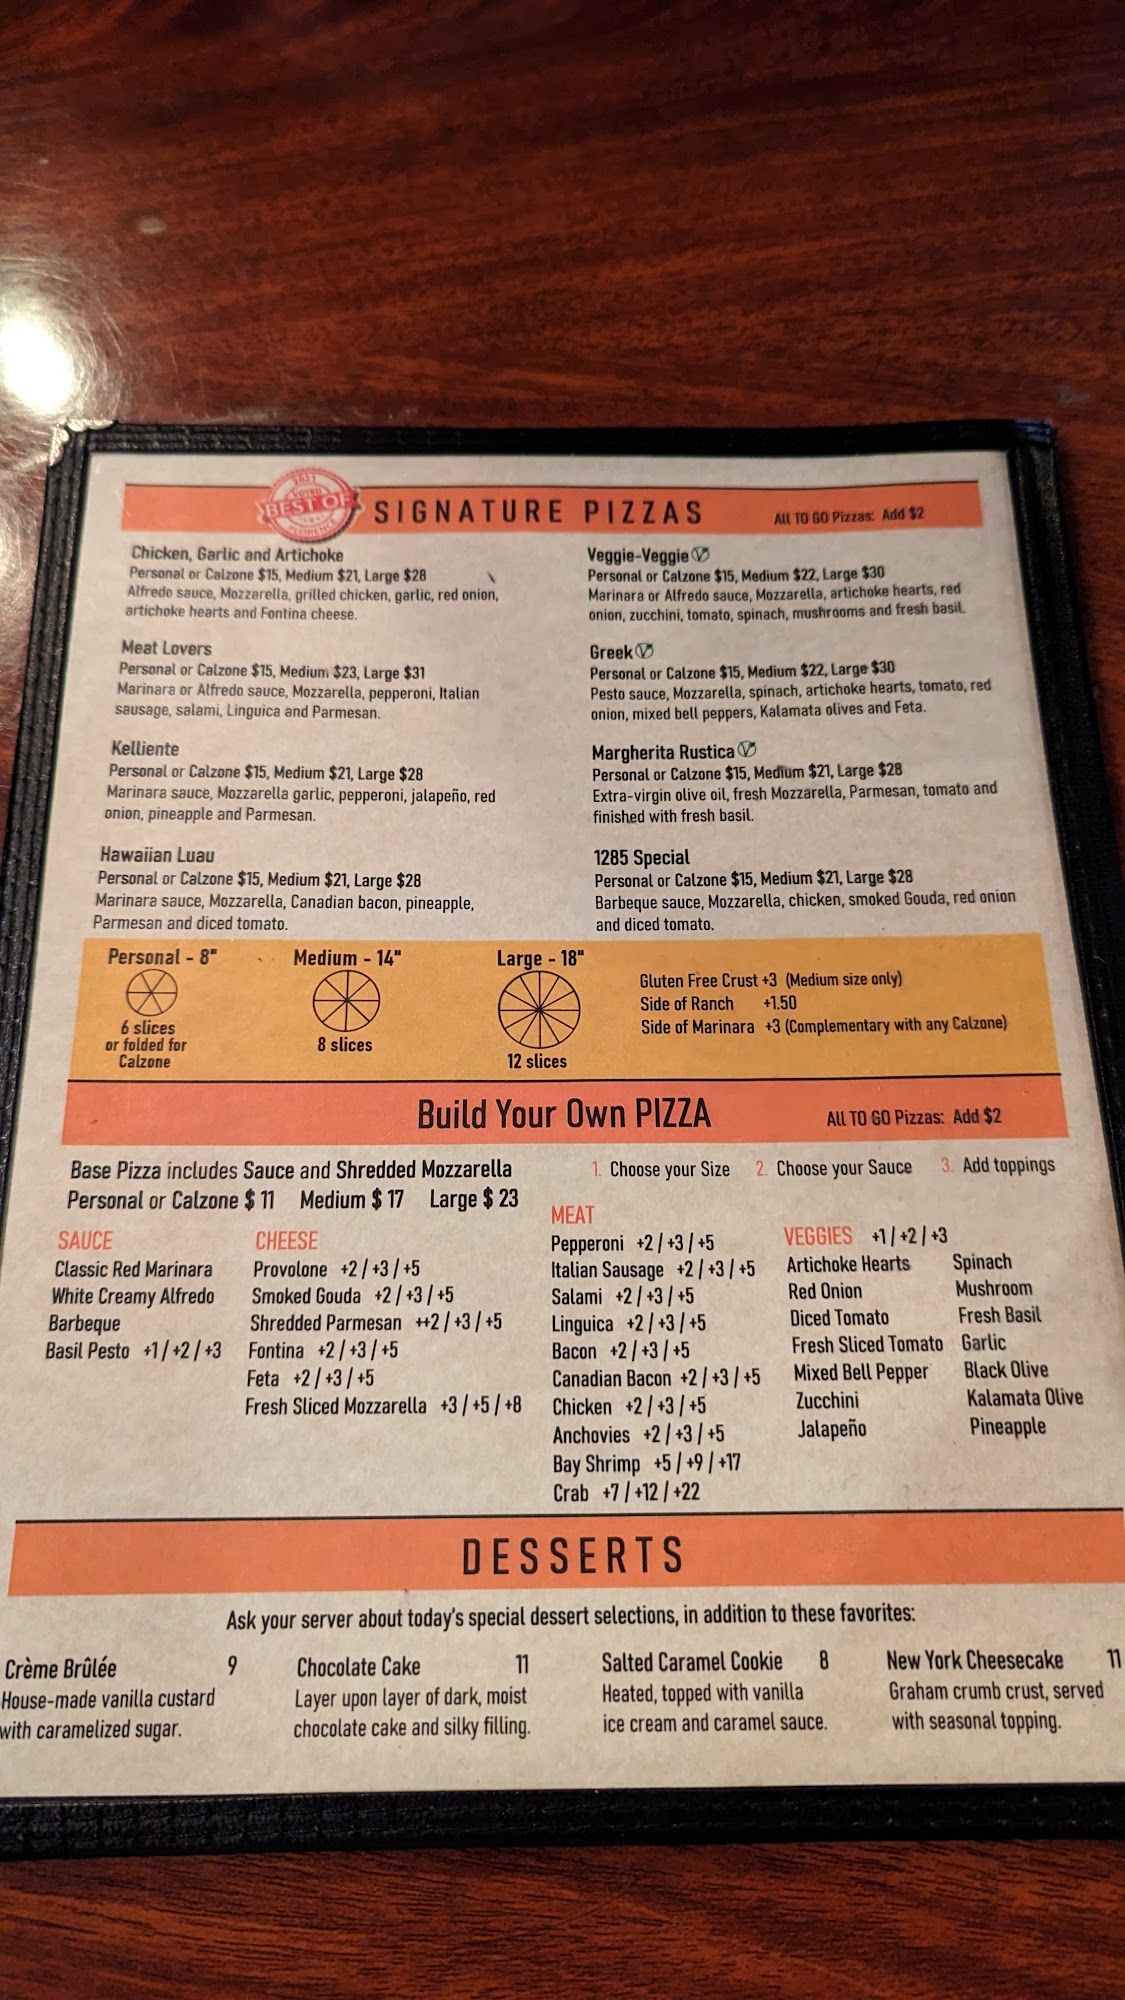 2021
VOTED
BEST OF
FLORENCE
SIGNATURE PIZZAS
All TO GO Pizzas: Add $2
Chicken, Garlic and Artichoke
Personal or Calzone $15, Medium $21, Large $28
Alfredo sauce, Mozzarella, grilled chicken, garlic, red onion,
artichoke hearts and Fontina cheese.
Meat Lovers
Personal or Calzone $15, Medium $23, Large $31
Marinara or Alfredo sauce, Mozzarella, pepperoni, Italian
sausage, salami, Linguica and Parmesan.
Kelliente
Personal or Calzone $15, Medium $21, Large $28
Marinara sauce, Mozzarella garlic, pepperoni, jalapeño, red
onion, pineapple and Parmesan.
Hawaiian Luau
Personal or Calzone $15, Medium $21, Large $28
Marinara sauce, Mozzarella, Canadian bacon, pineapple,
Parmesan and diced tomato.
Veggie-Veggie V
Personal or Calzone $15, Medium $22, Large $30
Marinara or Alfredo sauce, Mozzarella, artichoke hearts, red
onion, zucchini, tomato, spinach, mushrooms and fresh basil.
Greek V
Personal or Calzone $15, Medium $22, Large $30
Pesto sauce, Mozzarella, spinach, artichoke hearts, tomato, red
onion, mixed bell peppers, Kalamata olives and Feta.
Margherita Rustica V
Personal or Calzone $15, Medium $21, Large $28
Extra-virgin olive oil, fresh Mozzarella, Parmesan, tomato and
finished with fresh basil.
1285 Special
Personal or Calzone $15, Medium $21, Large $28
Barbeque sauce, Mozzarella, chicken, smoked Gouda, red onion
and diced tomato.
Personal - 8"
6 slices
or folded for
Calzone
Medium - 14"
8 slices
Large - 18"
12 slices
Gluten Free Crust +3 (Medium size only)
Side of Ranch +1.50
Side of Marinara +3 (Complementary with any Calzone)
Build Your Own PIZZA
All TO GO Pizzas: Add $2
Base Pizza includes Sauce and Shredded Mozzarella
Personal or Calzone $ 11 Medium $ 17 Large $ 23
1. Choose your Size 2. Choose your Sauce 3. Add toppings
SAUCE
Classic Red Marinara
White Creamy Alfredo
Barbeque
Basil Pesto +1 / +2 / +3
CHEESE
Provolone +2 / +3 / +5
Smoked Gouda +2 / +3 / +5
Shredded Parmesan ++2 / +3 / +5
Fontina +2 / +3 / +5
Feta +2 / +3 / +5
Fresh Sliced Mozzarella +3 / +5 / +8
MEAT
Pepperoni +2 / +3 / +5
Italian Sausage +2 / +3 / +5
Salami +2 / +3 / +5
Linguica +2 / +3 / +5
Bacon +2 / +3 / +5
Canadian Bacon +2 / +3 / +5
Chicken +2 / +3 / +5
Anchovies +2 / +3 / +5
Bay Shrimp +5 / +9 / +17
Crab +7 / +12 / +22
VEGGIES +1 / +2 / +3
Artichoke Hearts
Red Onion
Diced Tomato
Fresh Sliced Tomato
Mixed Bell Pepper
Zucchini
Jalapeño
Spinach
Mushroom
Fresh Basil
Garlic
Black Olive
Kalamata Olive
Pineapple
DESSERTS
Ask your server about today's special dessert selections, in addition to these favorites:
Crème Brûlée 9
House-made vanilla custard
with caramelized sugar.
Chocolate Cake 11
Layer upon layer of dark, moist
chocolate cake and silky filling.
Salted Caramel Cookie 8
Heated, topped with vanilla
ice cream and caramel sauce.
New York Cheesecake 11
Graham crumb crust, served
with seasonal topping.